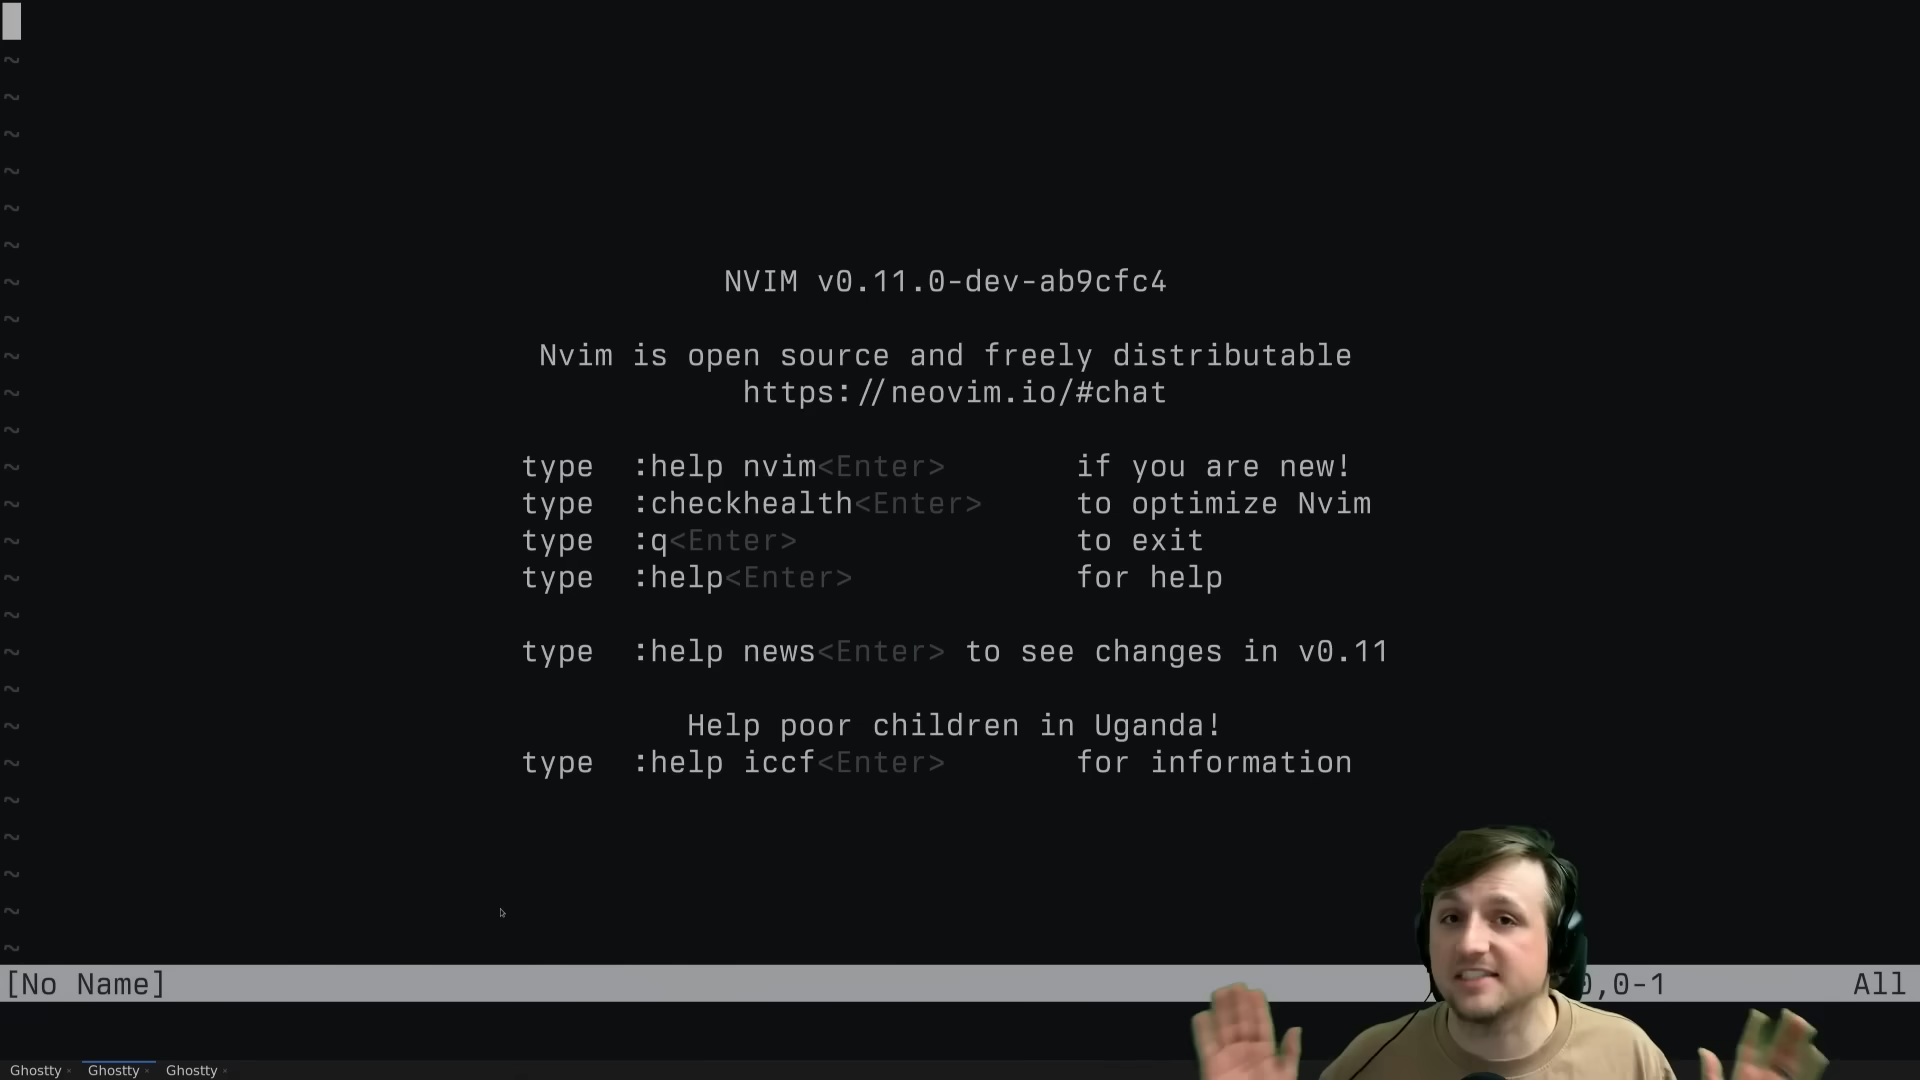 NVIM v0.11.0-dev-ab9cfc4
Nvim is open source and freely distributable
https://neovim.io/#chat
type :help nvim<Enter> if you are new!
type :checkhealth<Enter> to optimize Nvim
type :q<Enter> to exit
type :help<Enter> for help
type :help news<Enter> to see changes in v0.11
Help poor children in Uganda!
type :help iccf<Enter> for information
[No Name] 0,0-1 All
Ghostty Ghostty Ghostty